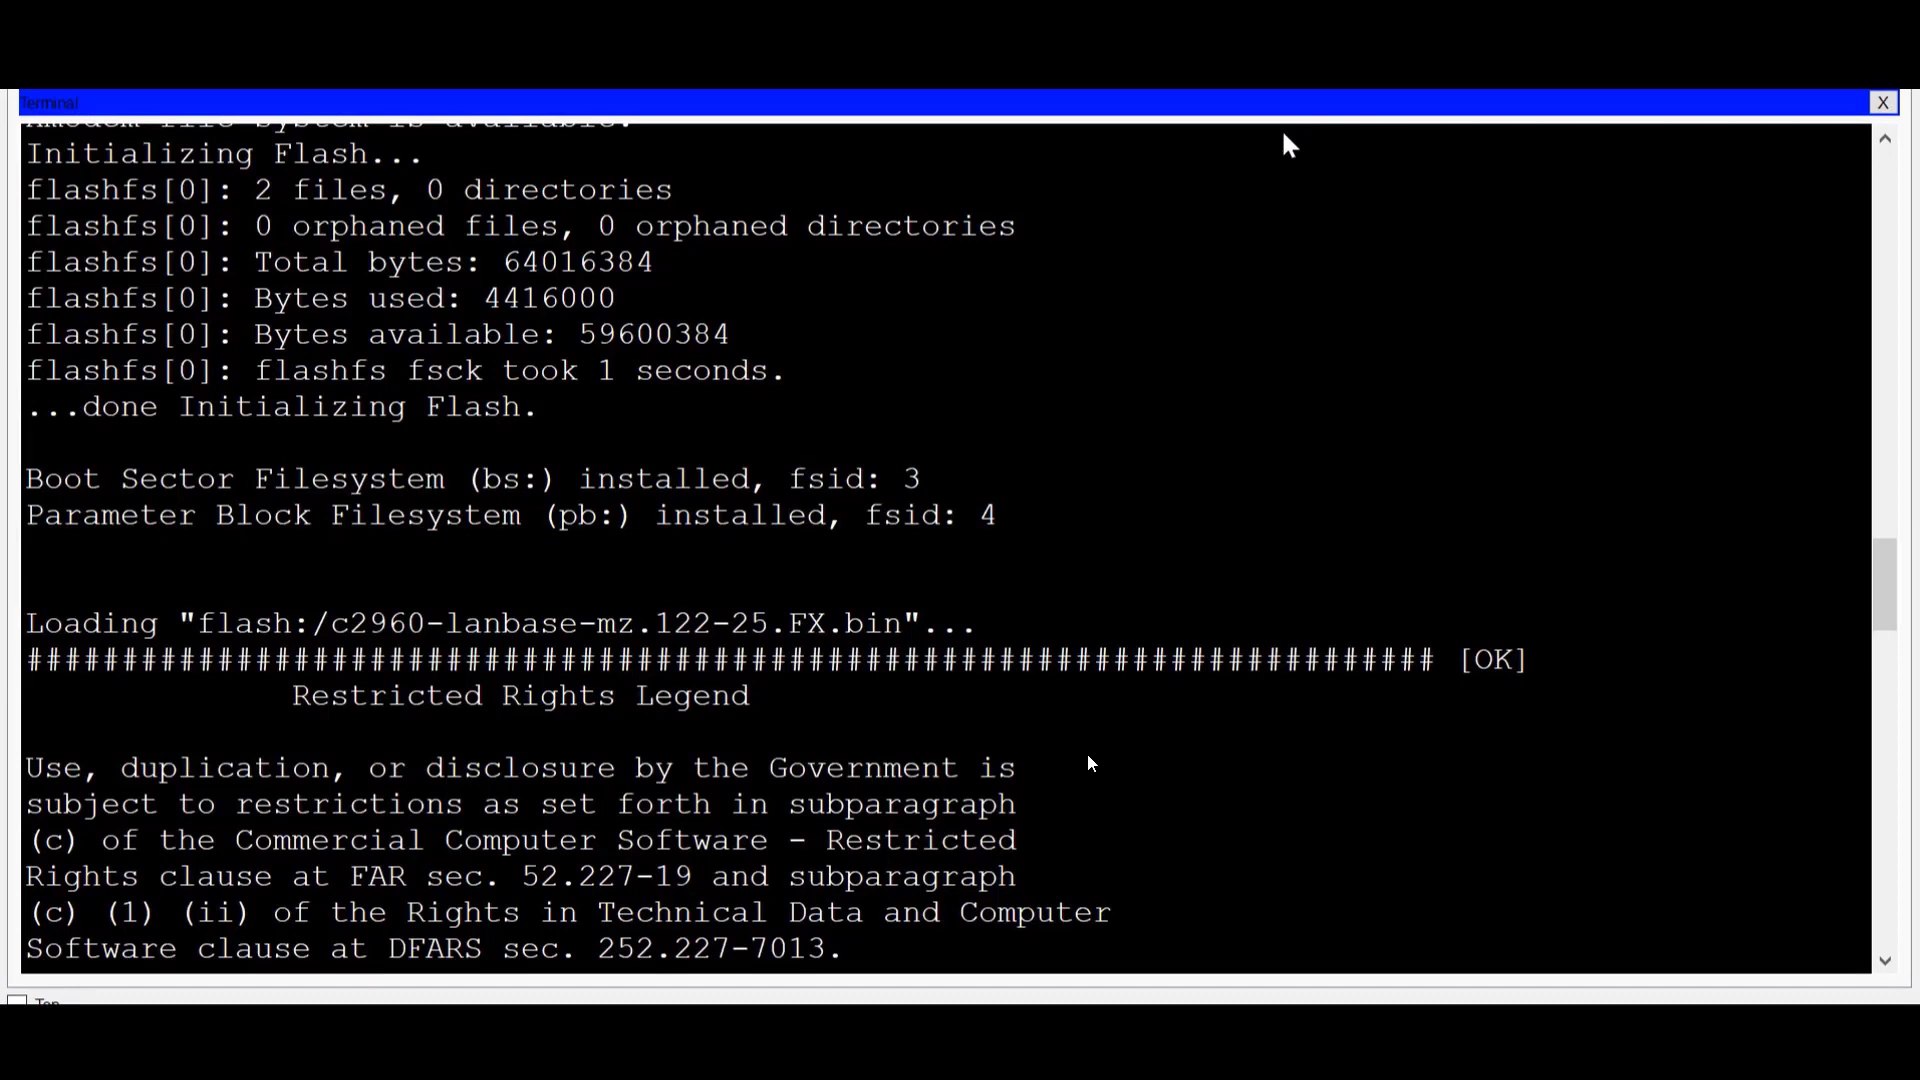 Terminal
X
Xmodem file system is available.
Initializing Flash...
flashfs[0]: 2 files, 0 directories
flashfs[0]: 0 orphaned files, 0 orphaned directories
flashfs[0]: Total bytes: 64016384
flashfs[0]: Bytes used: 4416000
flashfs[0]: Bytes available: 59600384
flashfs[0]: flashfs fsck took 1 seconds.
...done Initializing Flash.
Boot Sector Filesystem (bs:) installed, fsid: 3
Parameter Block Filesystem (pb:) installed, fsid: 4
Loading "flash:/c2960-lanbase-mz.122-25.FX.bin"...
########################################################################## [OK]
Restricted Rights Legend
Use, duplication, or disclosure by the Government is
subject to restrictions as set forth in subparagraph
(c) of the Commercial Computer Software - Restricted
Rights clause at FAR sec. 52.227-19 and subparagraph
(c) (1) (ii) of the Rights in Technical Data and Computer
Software clause at DFARS sec. 252.227-7013.
Top